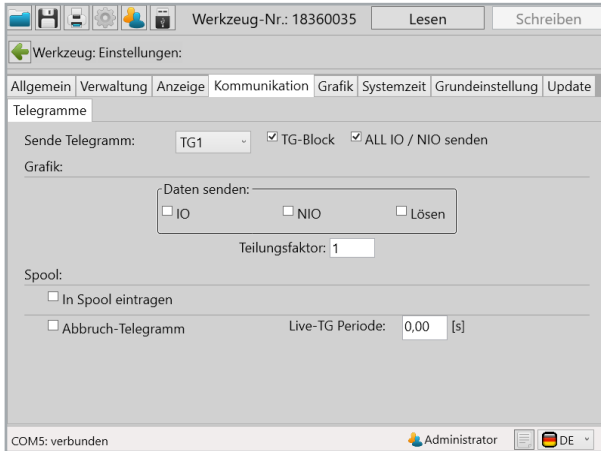 Werkzeug-Nr.: 18360035 Lesen Schreiben
Werkzeug: Einstellungen:
Allgemein Verwaltung Anzeige Kommunikation Grafik Systemzeit Grundeinstellung Update
Telegramme
Sende Telegramm: TG1 TG-Block ALL IO / NIO senden
Grafik:
Daten senden:
IO NIO Lösen
Teilungsfaktor: 1
Spool:
In Spool eintragen
Abbruch-Telegramm Live-TG Periode: 0,00 [s]
COM5: verbunden Administrator DE